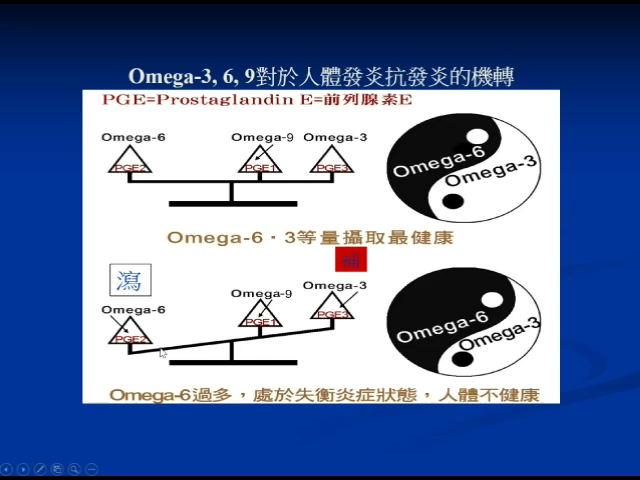 Omega-3, 6, 9對於人體發炎抗發炎的機轉
PGE=Prostaglandin E=前列腺素E
Omega-6
Omega-9
Omega-3
PGE2
PGE1
PGE3
Omega-6
Omega-3
Omega-6．3等量攝取最健康
瀉
Omega-6
Omega-9
Omega-3
PGE2
PGE1
PGE3
Omega-6
Omega-3
Omega-6過多，處於失衡炎症狀態，人體不健康